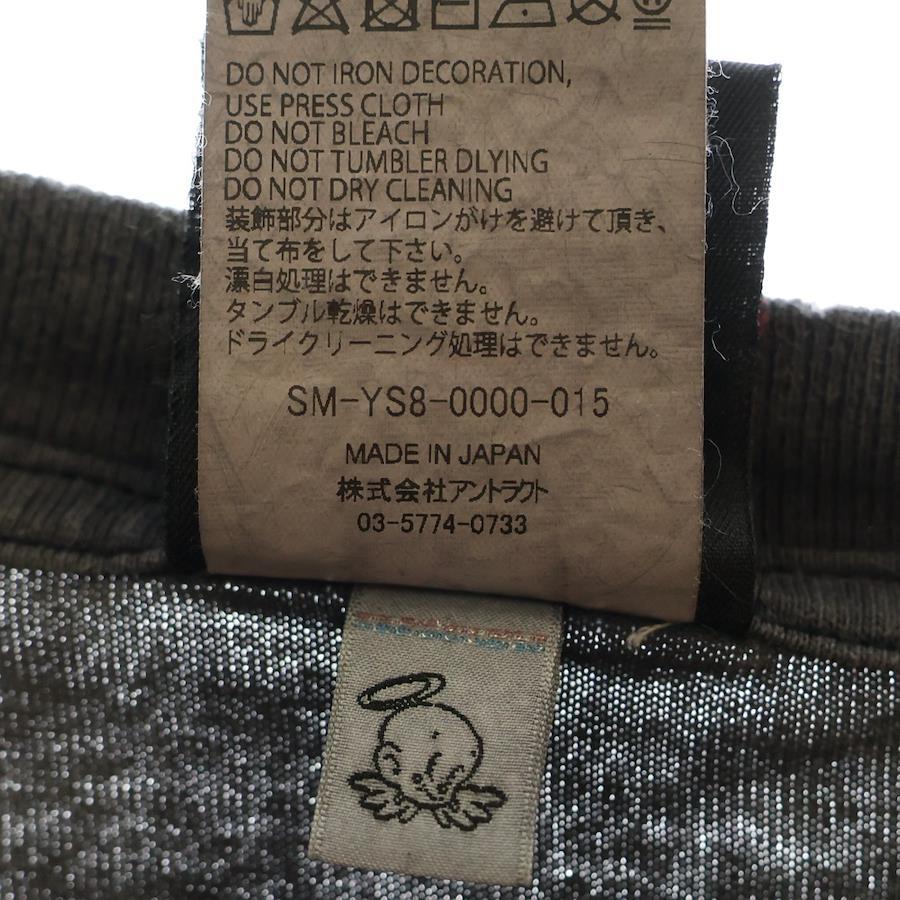 DO NOT IRON DECORATION,
USE PRESS CLOTH
DO NOT BLEACH
DO NOT TUMBLER DLYING
DO NOT DRY CLEANING
装飾部分はアイロンがけを避けて頂き、
当て布をして下さい。
漂白処理はできません。
タンブル乾燥はできません。
ドライクリーニング処理はできません。
SM-YS8-0000-015
MADE IN JAPAN
株式会社アントラクト
03-5774-0733